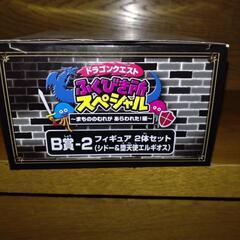 ドラゴンクエスト
ふくびき所
スペシャル
～まもののむれが あらわれた!編～
B賞-2 フィギュア 2体セット
(シドー&堕天使エルギオス)